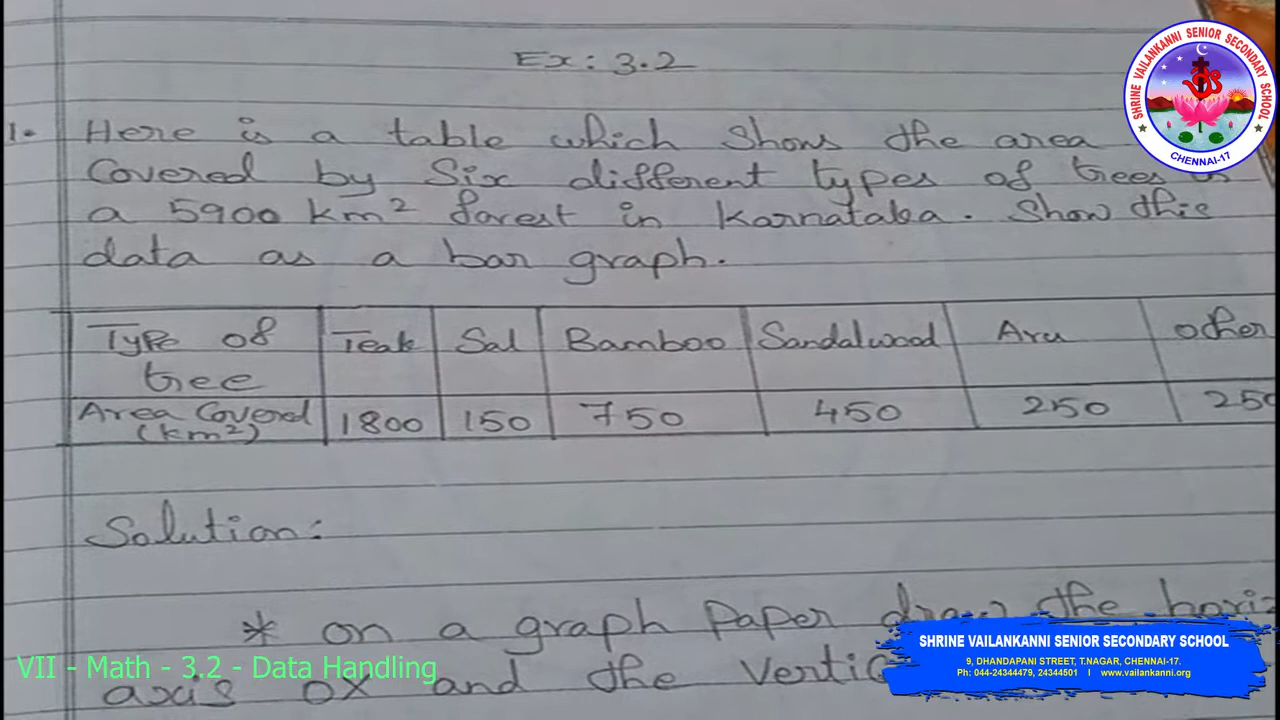 Ex: 3.2
1. Here is a table which shows the area
Covered by Six different types of trees
a 5900 km² forest in Karnataka. Show this
data as a bar graph.
Type of tree | Teak | Sal | Bamboo | Sandalwood | Aru | other
Area Covered (km²) | 1800 | 150 | 750 | 450 | 250 | 250
Solution:
* on a graph Paper draw the horiz
axis ox and the Vertic
VII - Math - 3.2 - Data Handling
SHRINE VAILANKANNI SENIOR SECONDARY SCHOOL
CHENNAI-17
SHRINE VAILANKANNI SENIOR SECONDARY SCHOOL
9, DHANDAPANI STREET, T.NAGAR, CHENNAI-17.
Ph: 044-24344479, 24344501 I www.vailankanni.org